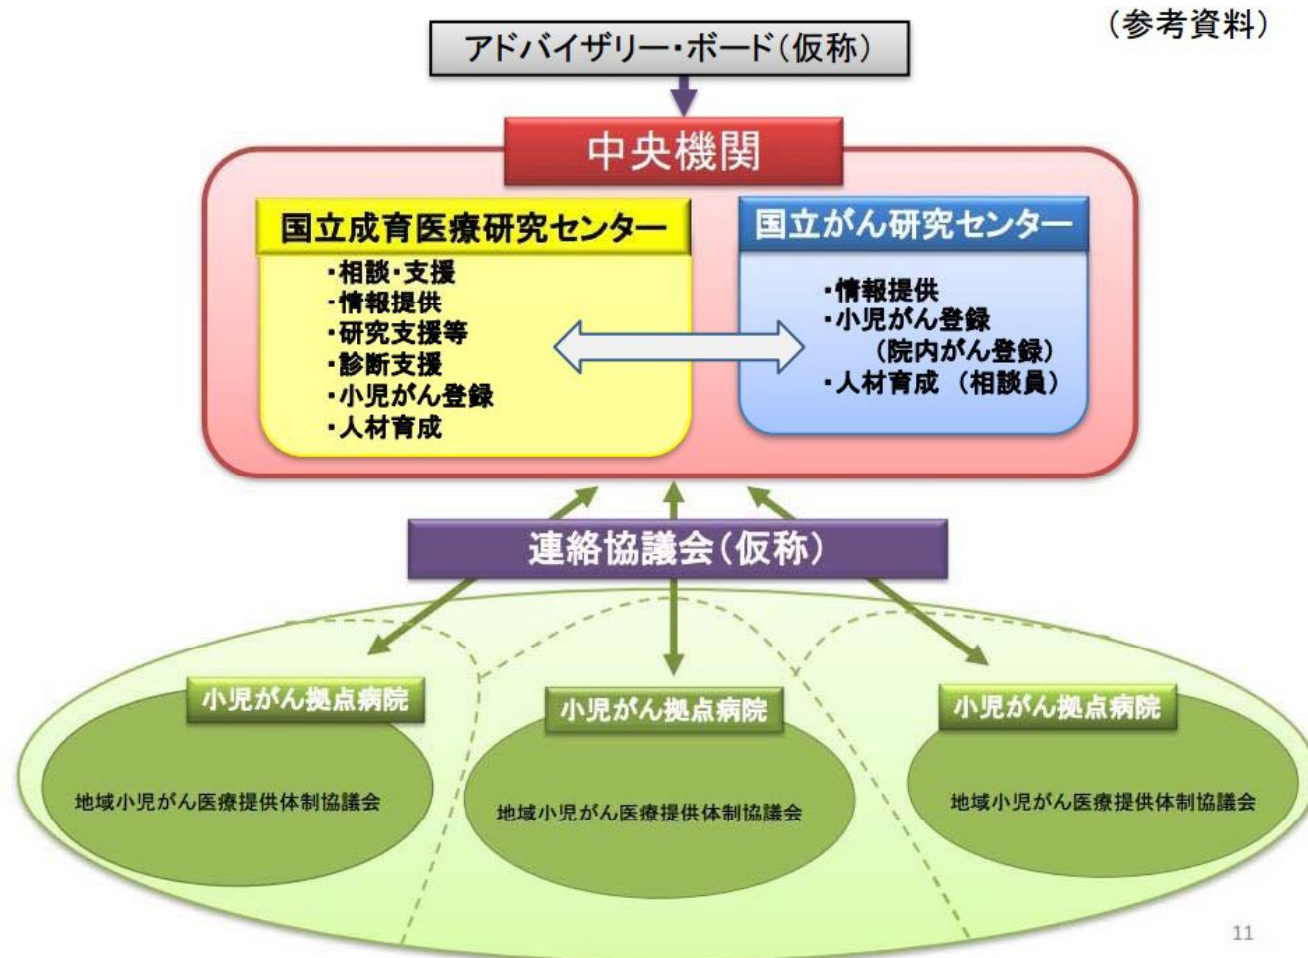 (参考資料)
アドバイザリー・ボード(仮称)
中央機関
国立成育医療研究センター
・相談・支援
・情報提供
・研究支援等
・診断支援
・小児がん登録
・人材育成
国立がん研究センター
・情報提供
・小児がん登録
(院内がん登録)
・人材育成 (相談員)
連絡協議会(仮称)
小児がん拠点病院
地域小児がん医療提供体制協議会
小児がん拠点病院
地域小児がん医療提供体制協議会
小児がん拠点病院
地域小児がん医療提供体制協議会
11